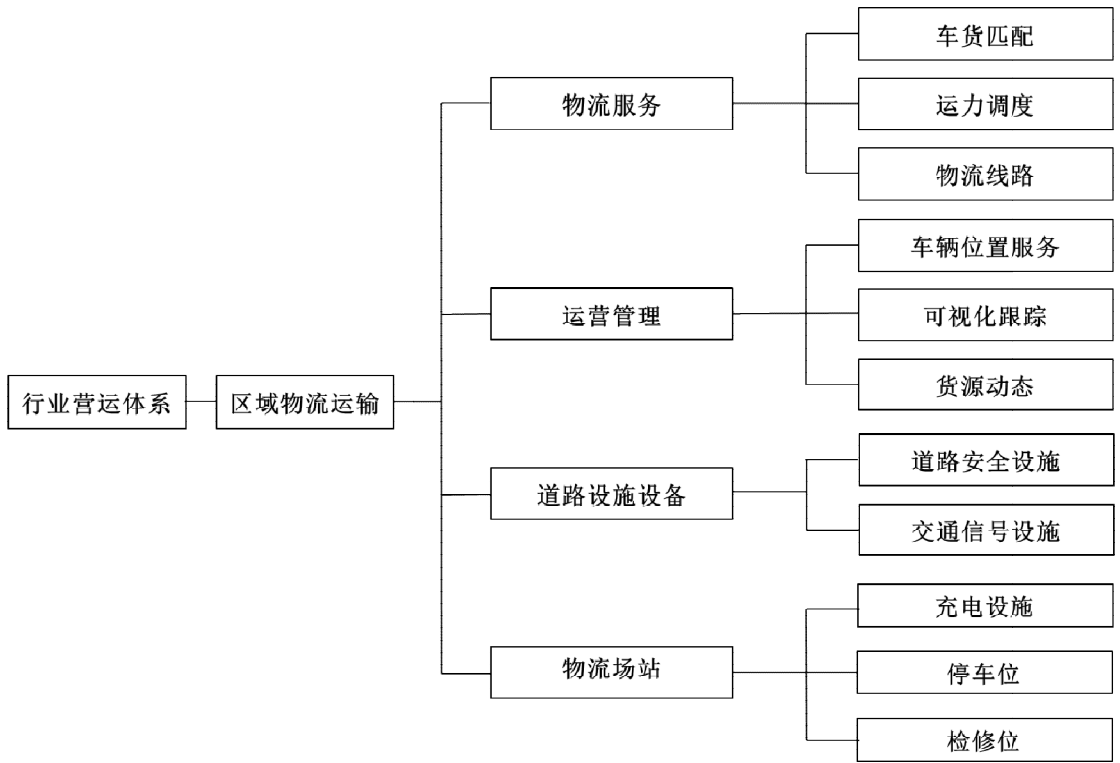 行业营运体系
区域物流运输
物流服务
车货匹配
运力调度
物流线路
运营管理
车辆位置服务
可视化跟踪
货源动态
道路设施设备
道路安全设施
交通信号设施
物流场站
充电设施
停车位
检修位